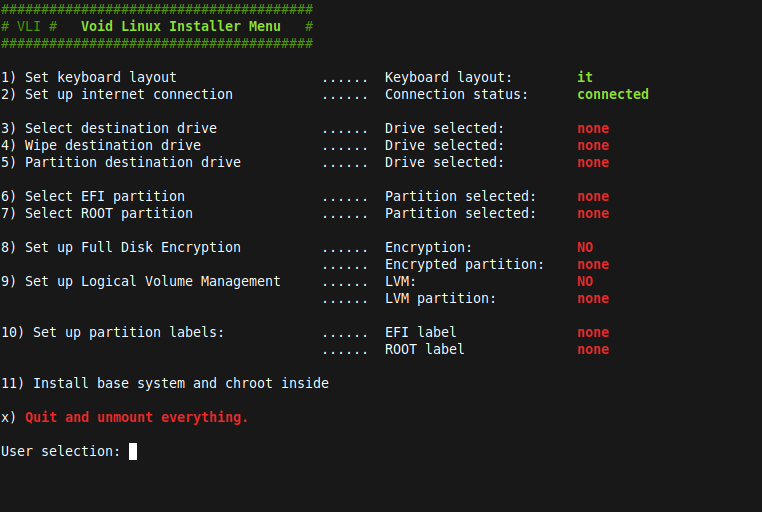 #######################################
# VLI #   Void Linux Installer Menu   #
#######################################
1) Set keyboard layout                  ......  Keyboard layout:        it
2) Set up internet connection           ......  Connection status:      connected
3) Select destination drive             ......  Drive selected:         none
4) Wipe destination drive               ......  Drive selected:         none
5) Partition destination drive          ......  Drive selected:         none
6) Select EFI partition                 ......  Partition selected:     none
7) Select ROOT partition                ......  Partition selected:     none
8) Set up Full Disk Encryption          ......  Encryption:             NO
                                        ......  Encrypted partition:    none
9) Set up Logical Volume Management     ......  LVM:                    NO
                                        ......  LVM partition:          none
10) Set up partition labels:            ......  EFI label               none
                                        ......  ROOT label              none
11) Install base system and chroot inside
x) Quit and unmount everything.
User selection: